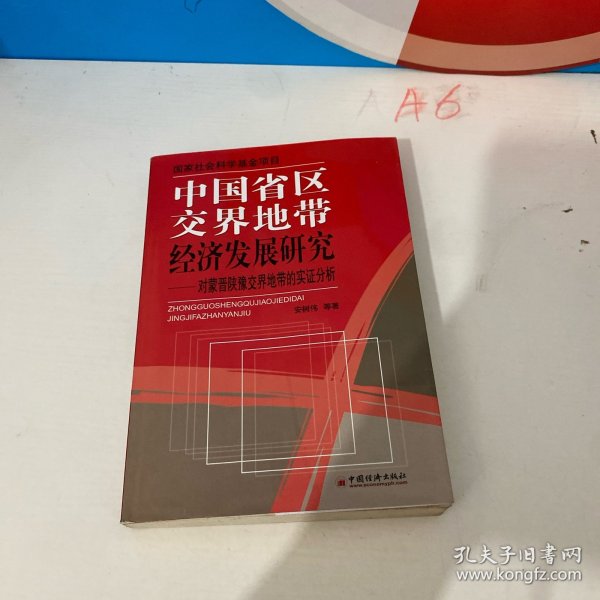 A6
国家社会科学基金项目
中国省区
交界地带
经济发展研究
——对蒙晋陕豫交界地带的实证分析
ZHONGGUOSHENGQUJIAOJIEDIDAI
JINGJIFAZHANYANJIU
安树伟 等著
中国经济出版社
www.economyph.com
孔夫子旧书网
www.kongfz.com